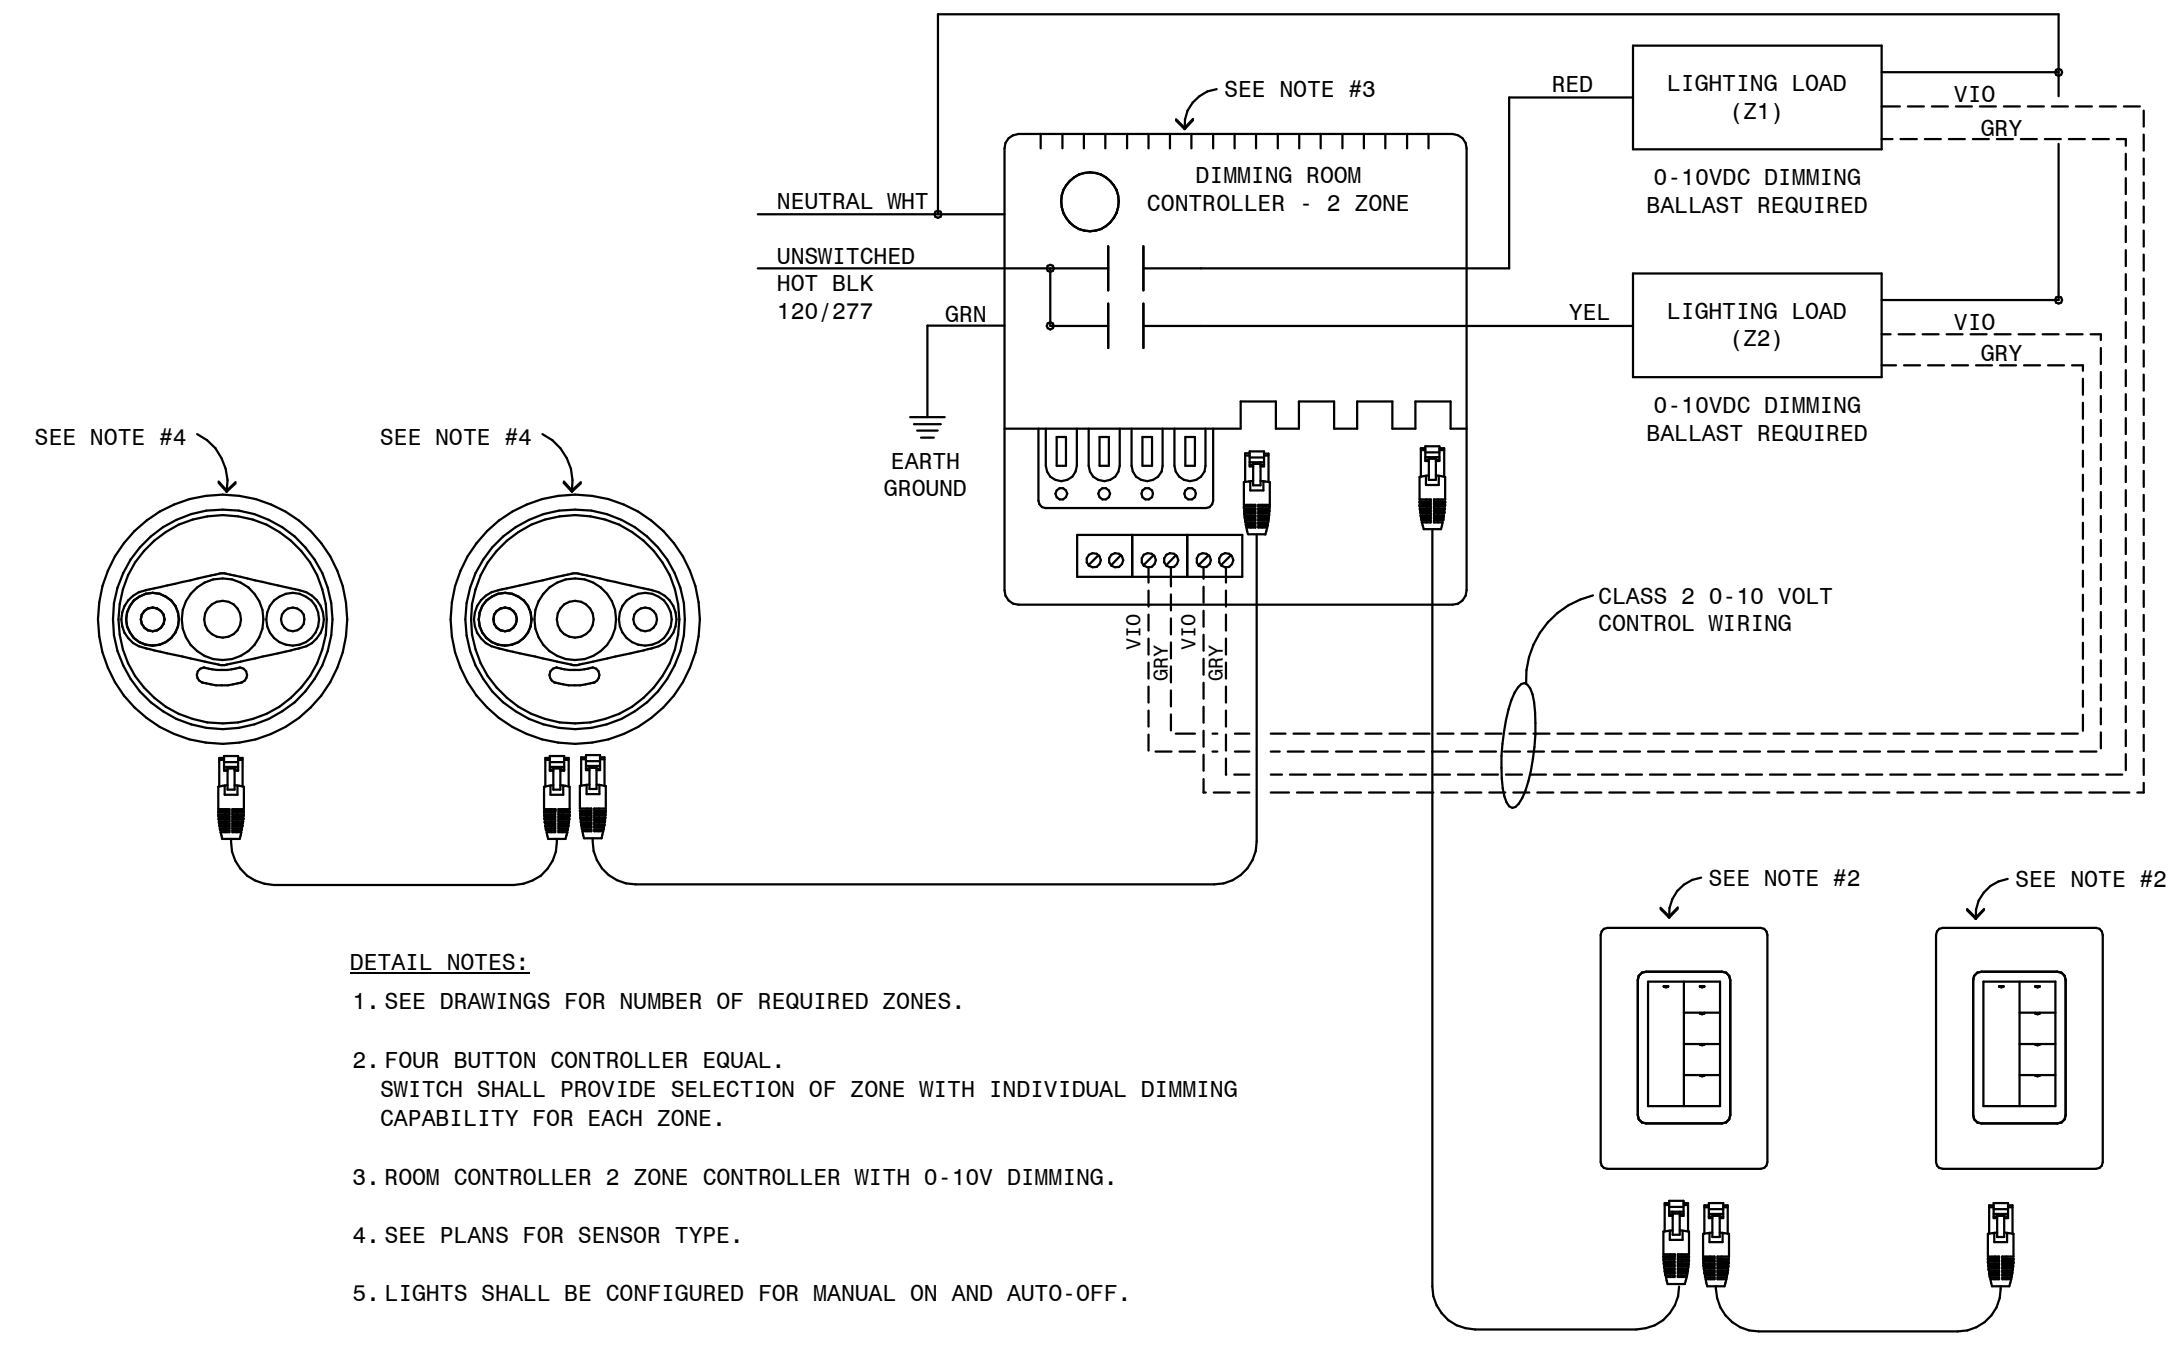 SEE NOTE #3
RED
LIGHTING LOAD
(Z1)
VIO
GRY
0-10VDC DIMMING
BALLAST REQUIRED
DIMMING ROOM
CONTROLLER - 2 ZONE
NEUTRAL WHT
UNSWITCHED
HOT BLK
120/277
GRN
EARTH
GROUND
YEL
LIGHTING LOAD
(Z2)
VIO
GRY
0-10VDC DIMMING
BALLAST REQUIRED
SEE NOTE #4
SEE NOTE #4
VIO
GRY
VIO
GRY
CLASS 2 0-10 VOLT
CONTROL WIRING
SEE NOTE #2
SEE NOTE #2
DETAIL NOTES:
1. SEE DRAWINGS FOR NUMBER OF REQUIRED ZONES.
2. FOUR BUTTON CONTROLLER EQUAL.
SWITCH SHALL PROVIDE SELECTION OF ZONE WITH INDIVIDUAL DIMMING
CAPABILITY FOR EACH ZONE.
3. ROOM CONTROLLER 2 ZONE CONTROLLER WITH 0-10V DIMMING.
4. SEE PLANS FOR SENSOR TYPE.
5. LIGHTS SHALL BE CONFIGURED FOR MANUAL ON AND AUTO-OFF.